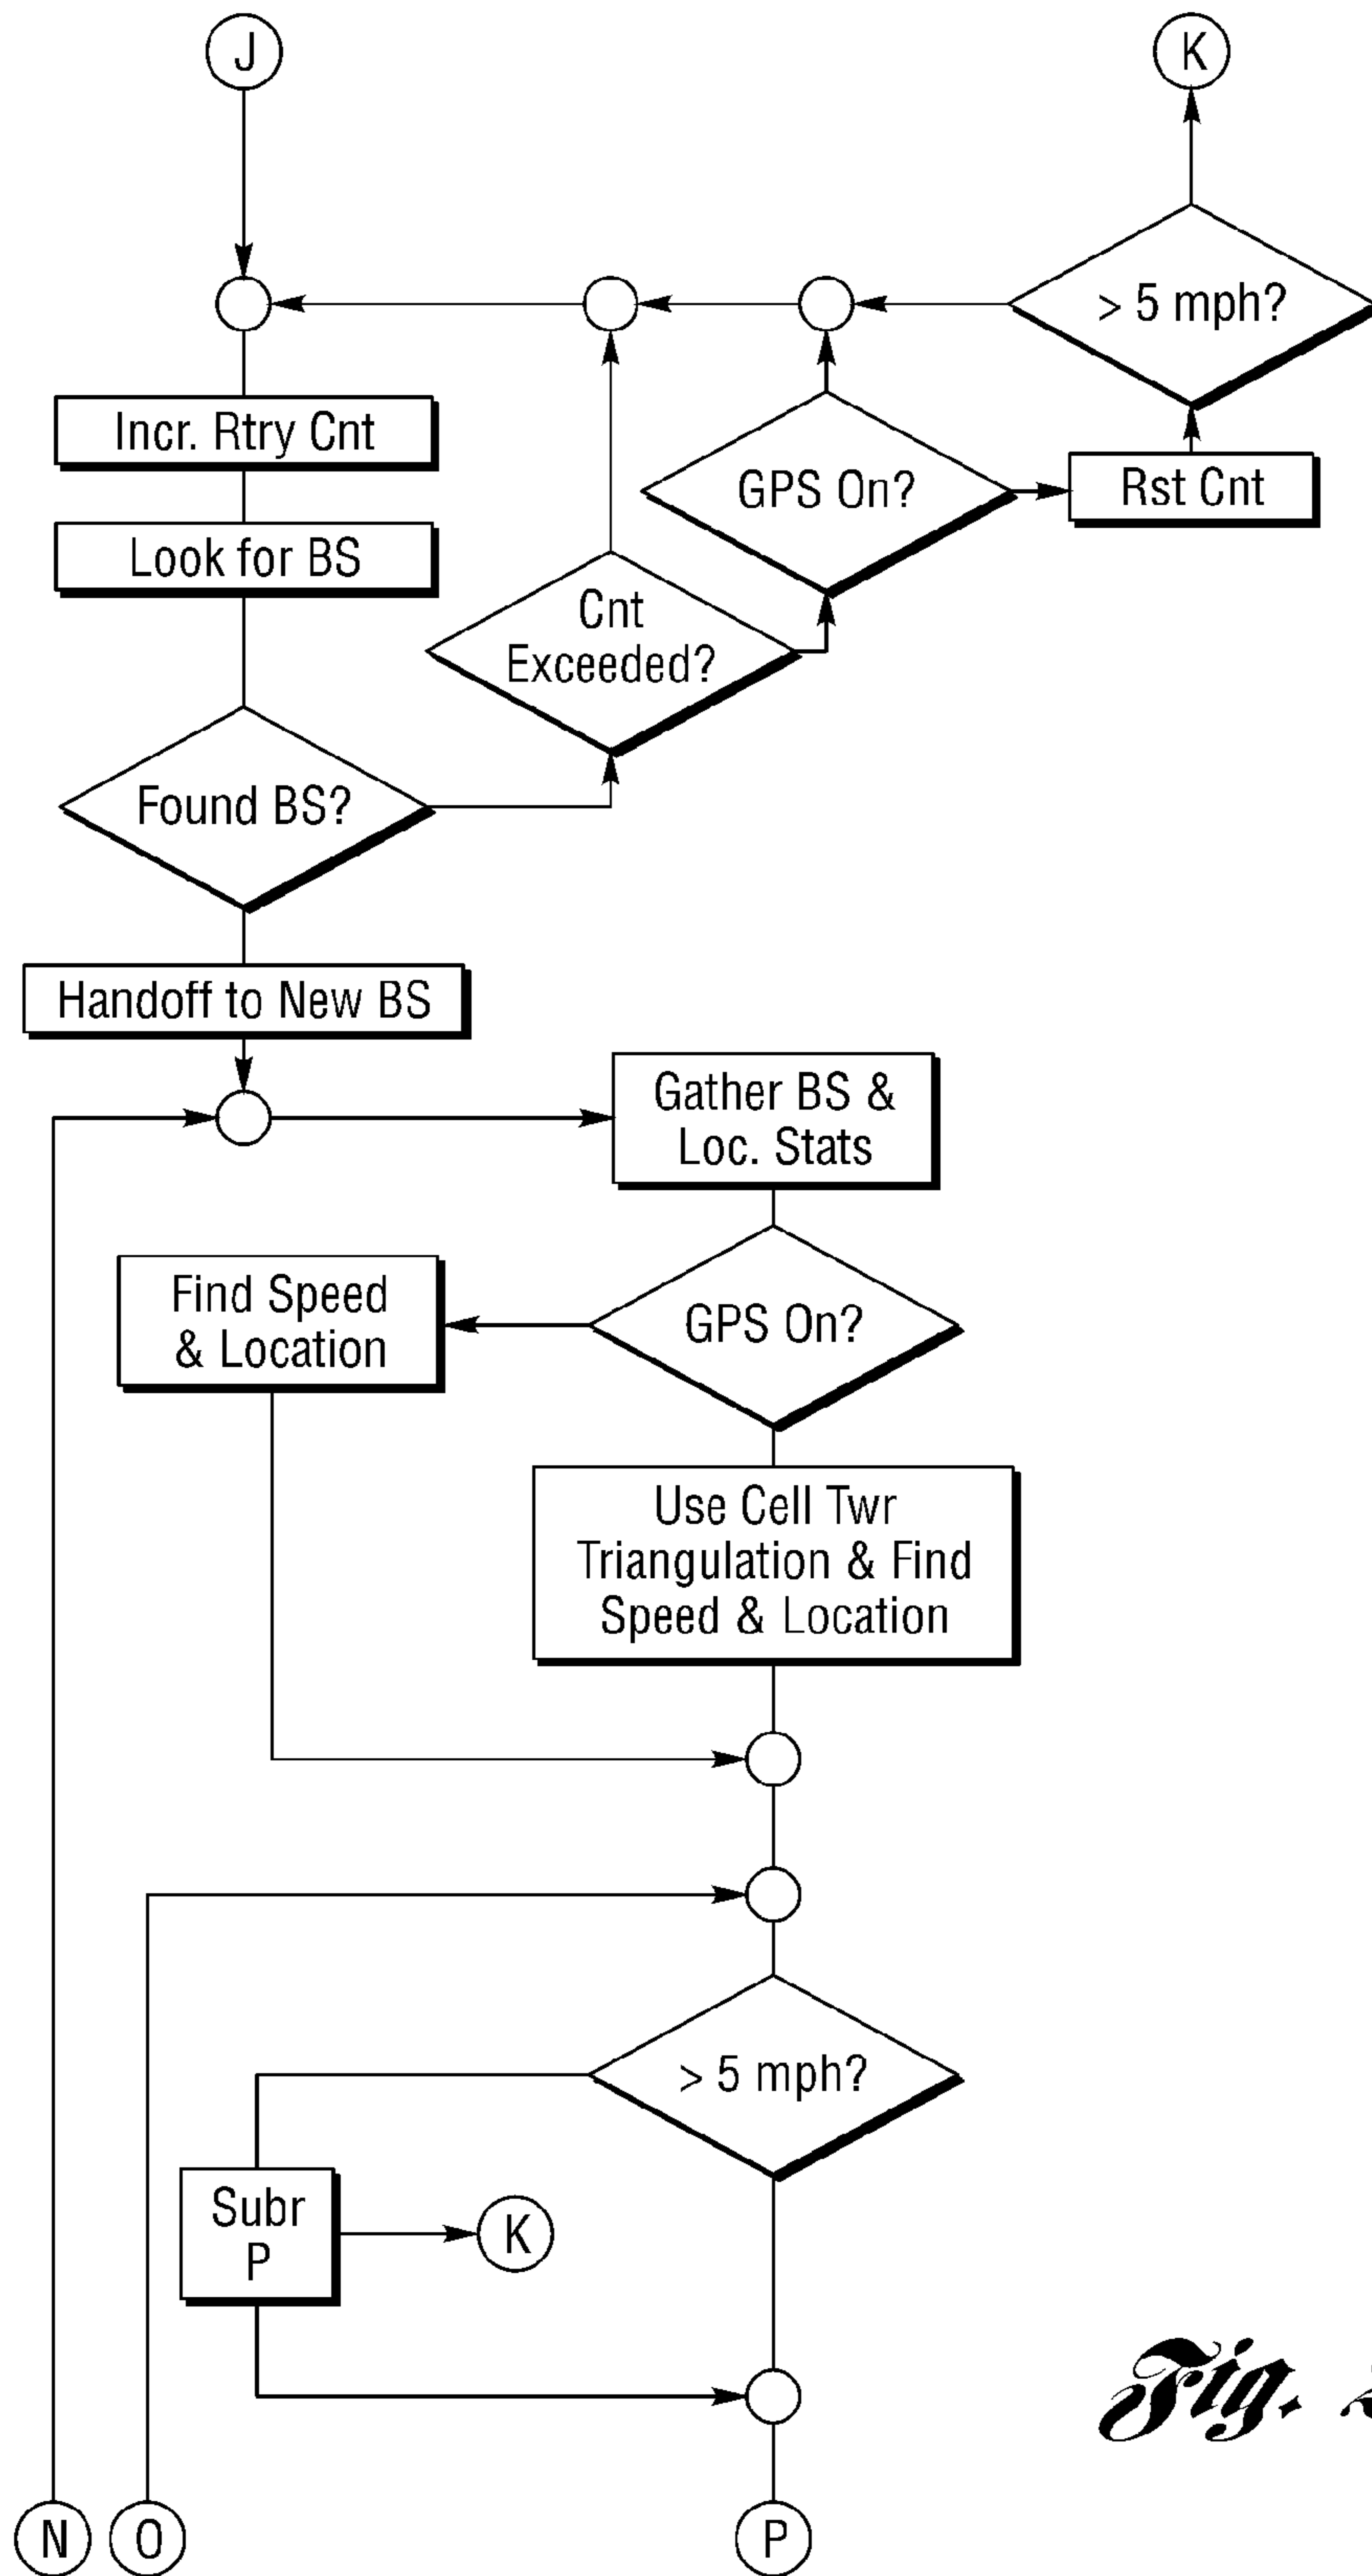 J
K
> 5 mph?
Incr. Rtry Cnt
GPS On?
Rst Cnt
Look for BS
Cnt
Exceeded?
Found BS?
Handoff to New BS
Gather BS &
Loc. Stats
Find Speed
& Location
GPS On?
Use Cell Twr
Triangulation & Find
Speed & Location
> 5 mph?
Subr
P
K
Fig.
N
O
P